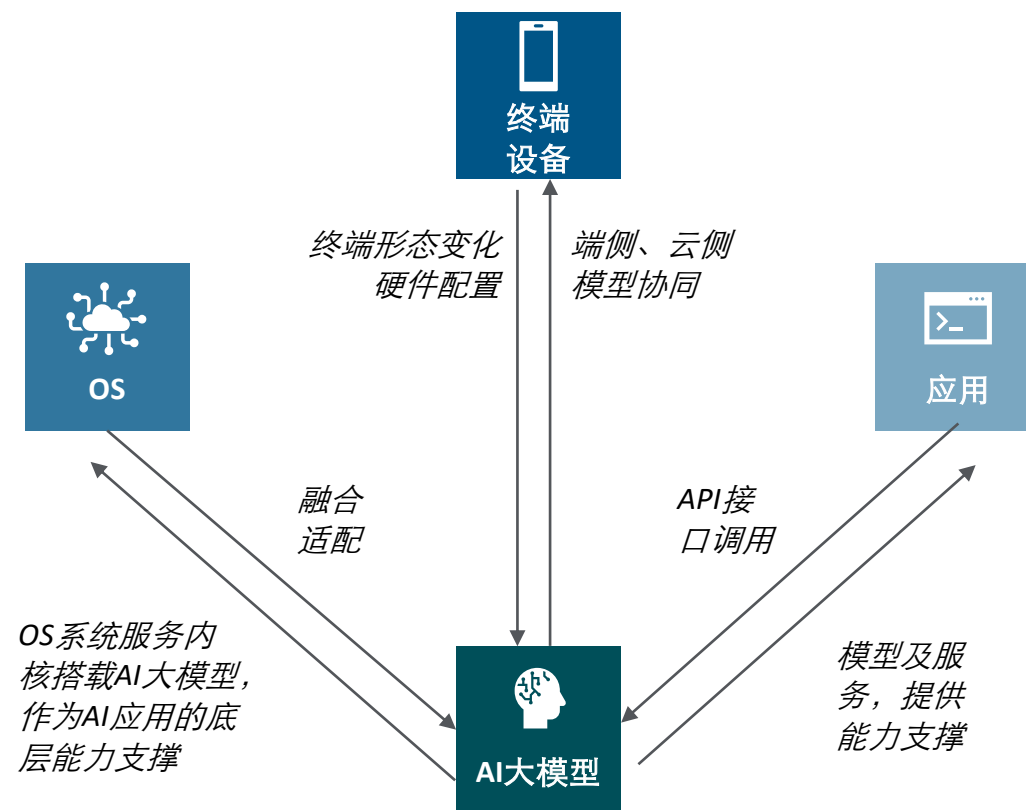 终端
设备
终端形态变化
硬件配置
端侧、云侧
模型协同
OS
应用
融合
适配
API接
口调用
OS系统服务内
核搭载AI大模型，
作为AI应用的底
层能力支撑
模型及服
务，提供
能力支撑
AI大模型